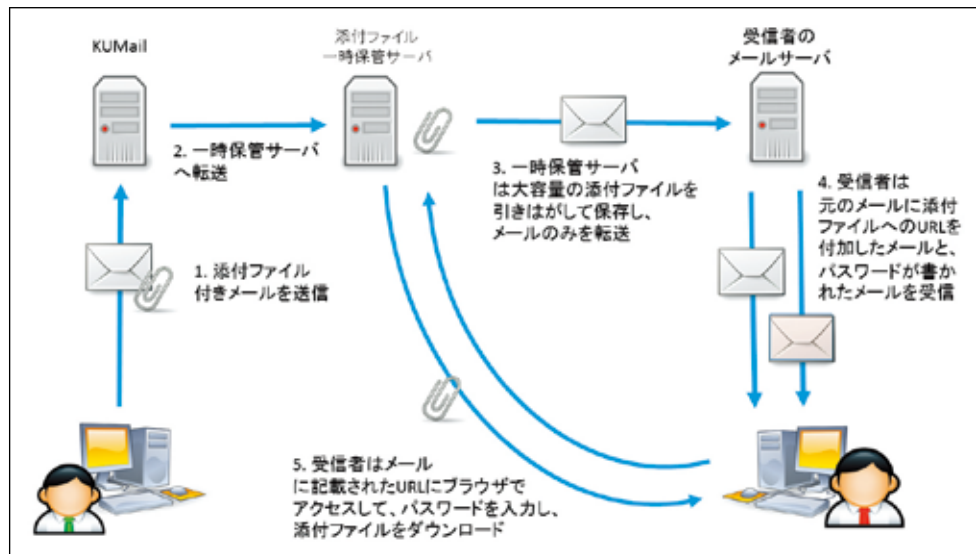 KUMail
添付ファイル
一時保管サーバ
受信者の
メールサーバ
2. 一時保管サーバ
へ転送
3. 一時保管サーバ
は大容量の添付ファイルを
引きはがして保存し、
メールのみを転送
4. 受信者は
元のメールに添付
ファイルへのURLを
付加したメールと、
パスワードが書か
れたメールを受信
1. 添付ファイル
付きメールを送信
5. 受信者はメール
に記載されたURLにブラウザで
アクセスして、パスワードを入力し、
添付ファイルをダウンロード